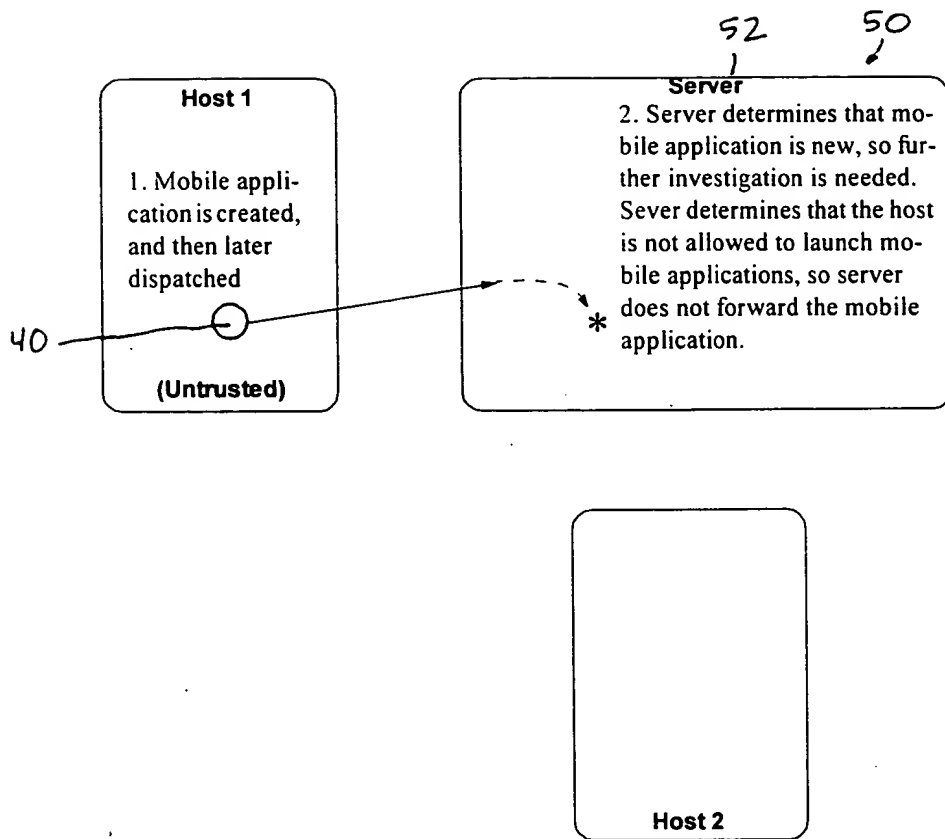 52
50
Host 1
1. Mobile appli-
cation is created,
and then later
dispatched
40
(Untrusted)
Server
2. Server determines that mo-
bile application is new, so fur-
ther investigation is needed.
Sever determines that the host
is not allowed to launch mo-
bile applications, so server
does not forward the mobile
application.
*
Host 2